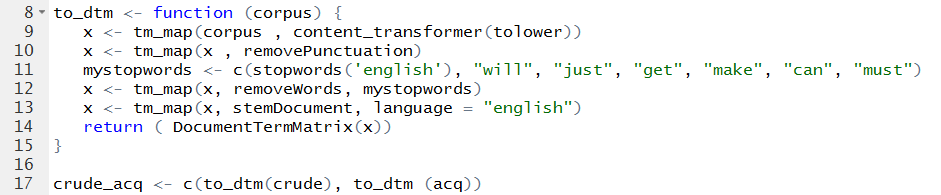 8 to_dtm <- function (corpus) {
9    x <- tm_map(corpus , content_transformer(tolower))
10    x <- tm_map(x , removePunctuation)
11    mystopwords <- c(stopwords('english'), "will", "just", "get", "make", "can", "must")
12    x <- tm_map(x, removeWords, mystopwords)
13    x <- tm_map(x, stemDocument, language = "english")
14    return ( DocumentTermMatrix(x))
15 }
16
17 crude_acq <- c(to_dtm(crude), to_dtm (acq))